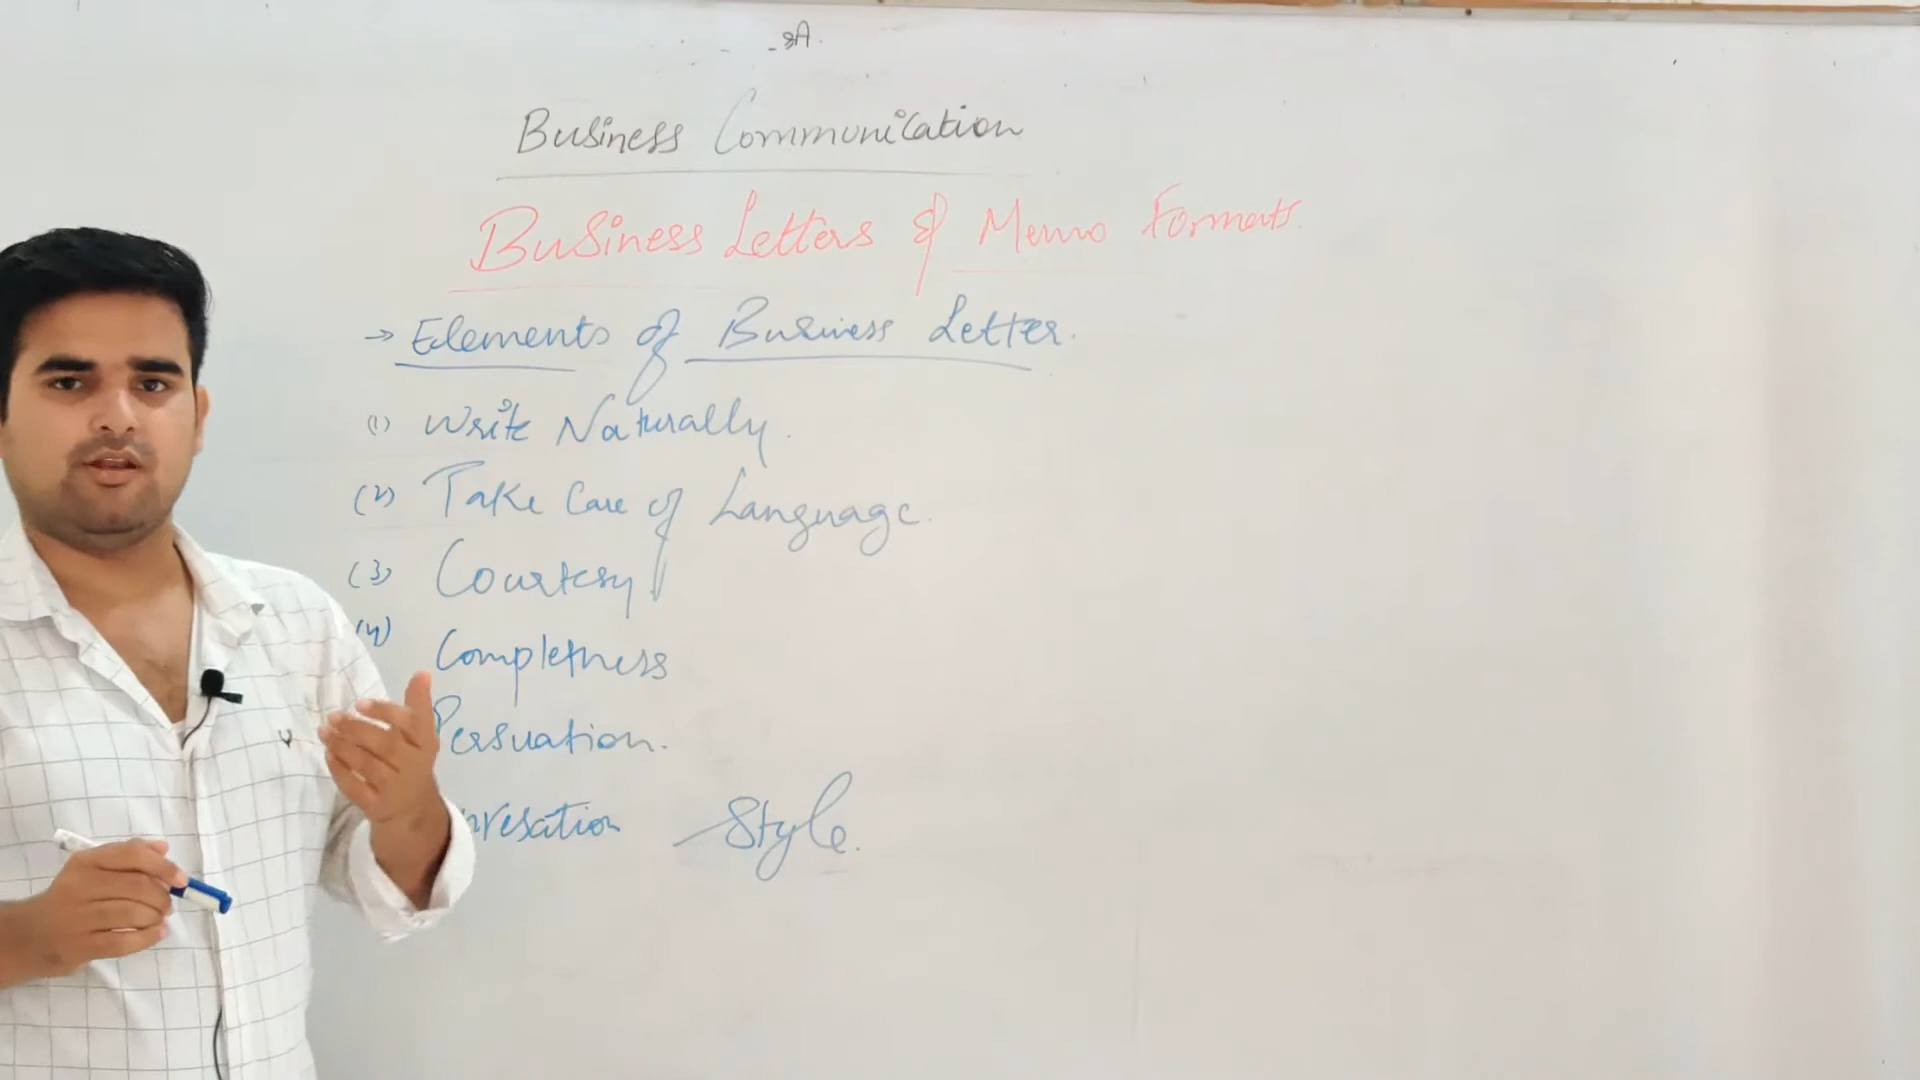 Business Communication
Business Letters & Memo Formats
→ Elements of Business Letter.
(1) Write Naturally.
(2) Take Care of Language.
(3) Courtesy
(4) Completness
Persuation.
Style.